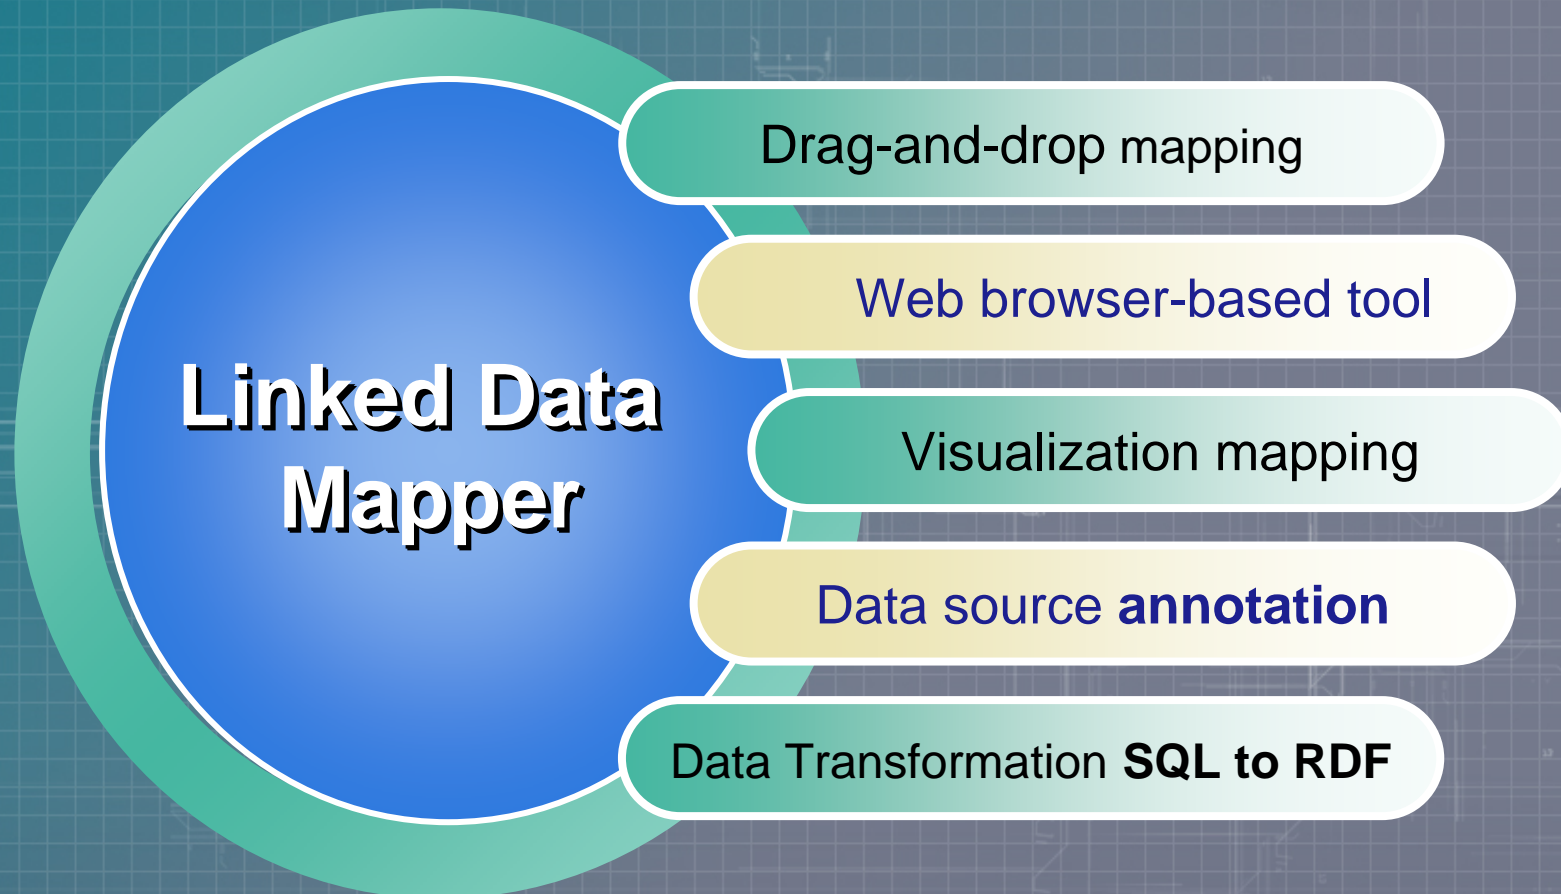 Linked Data
Mapper
Drag-and-drop mapping
Web browser-based tool
Visualization mapping
Data source annotation
Data Transformation SQL to RDF